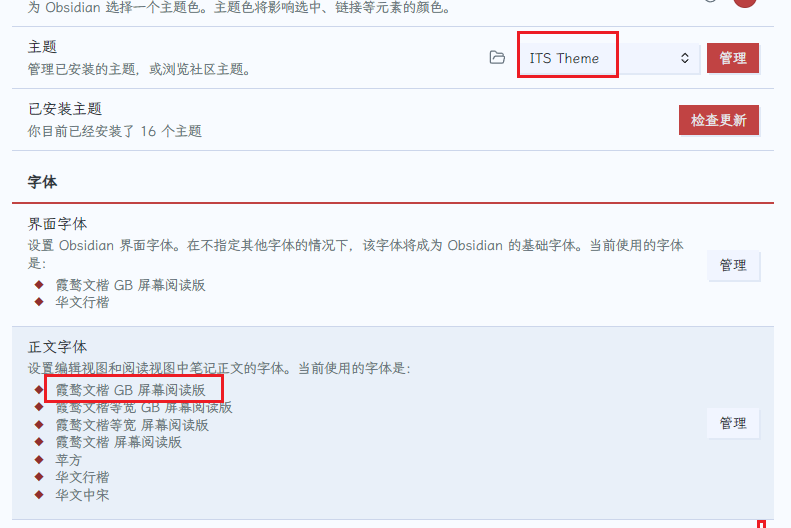 为 Obsidian 选择一个主题色。主题色将影响选中、链接等元素的颜色。
主题
管理已安装的主题，或浏览社区主题。
ITS Theme
管理
已安装主题
你目前已经安装了 16 个主题
检查更新
字体
界面字体
设置 Obsidian 界面字体。在不指定其他字体的情况下，该字体将成为 Obsidian 的基础字体。当前使用的字体
是：
霞鹜文楷 GB 屏幕阅读版
华文行楷
管理
正文字体
设置编辑视图和阅读视图中笔记正文的字体。当前使用的字体是：
霞鹜文楷 GB 屏幕阅读版
霞鹜文楷等宽 GB 屏幕阅读版
霞鹜文楷等宽 屏幕阅读版
霞鹜文楷 屏幕阅读版
苹方
华文行楷
华文中宋
管理